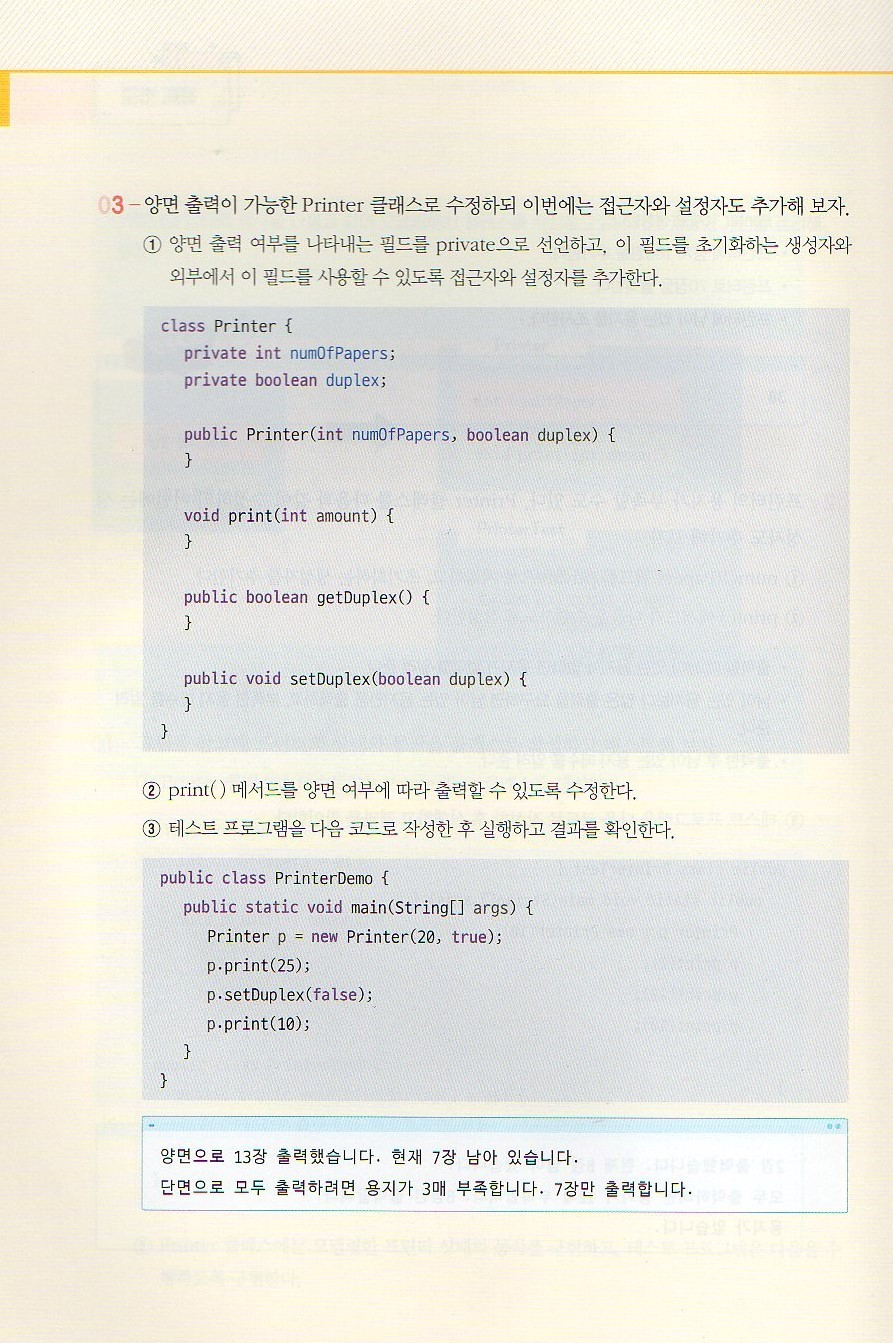 03 – 양면 출력이 가능한 Printer 클래스로 수정하되 이번에는 접근자와 설정자도 추가해 보자.
① 양면 출력 여부를 나타내는 필드를 private으로 선언하고, 이 필드를 초기화하는 생성자와
외부에서 이 필드를 사용할 수 있도록 접근자와 설정자를 추가한다.
class Printer {
private int numOfPapers;
private boolean duplex;
public Printer(int numOfPapers, boolean duplex) {
}
void print(int amount) {
}
public boolean getDuplex() {
}
public void setDuplex(boolean duplex) {
}
}
② print() 메서드를 양면 여부에 따라 출력할 수 있도록 수정한다.
③ 테스트 프로그램을 다음 코드로 작성한 후 실행하고 결과를 확인한다.
public class PrinterDemo {
public static void main(String[] args) {
Printer p = new Printer(20, true);
p.print(25);
p.setDuplex(false);
p.print(10);
}
}
양면으로 13장 출력했습니다. 현재 7장 남아 있습니다.
단면으로 모두 출력하려면 용지가 3매 부족합니다. 7장만 출력합니다.